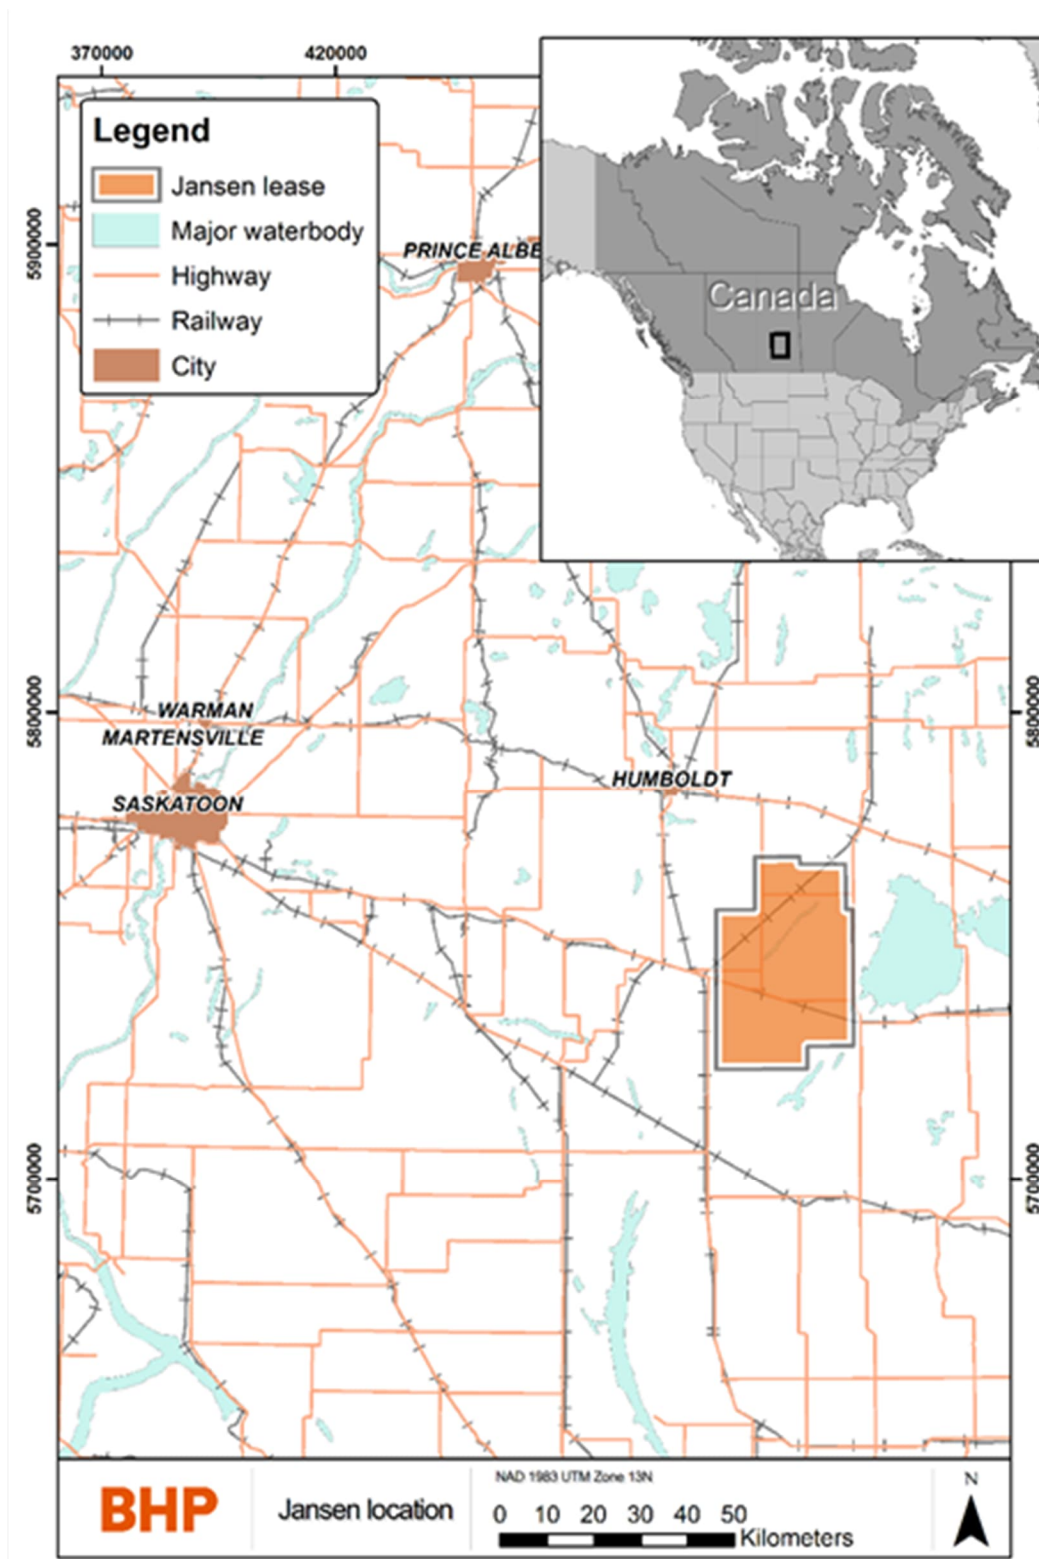 370000
420000
Legend
Jansen lease
Major waterbody
Highway
Railway
City
5900000
PRINCE ALBE
Canada
5800000
5800000
WARMAN
MARTENSVILLE
HUMBOLDT
SASKATOON
5700000
5700000
BHP
Jansen location
NAD 1983 UTM Zone 13N
0 10 20 30 40 50
Kilometers
N